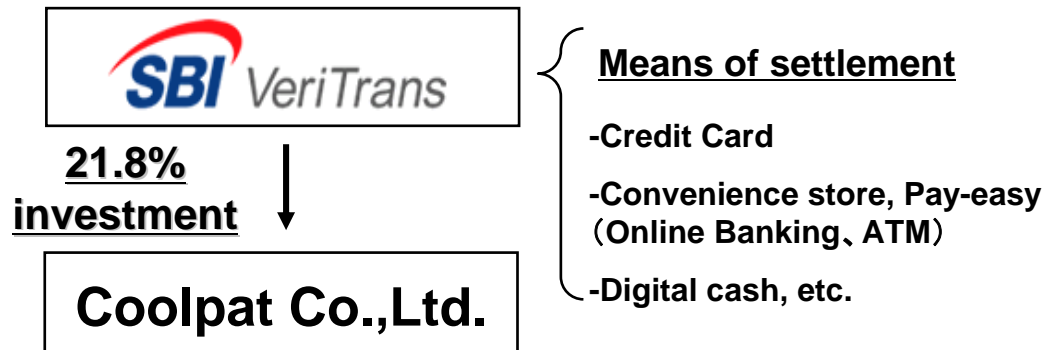 SBI VeriTrans
21.8%
investment
Coolpat Co.,Ltd.
Means of settlement
-Credit Card
-Convenience store, Pay-easy
（Online Banking、ATM）
-Digital cash, etc.